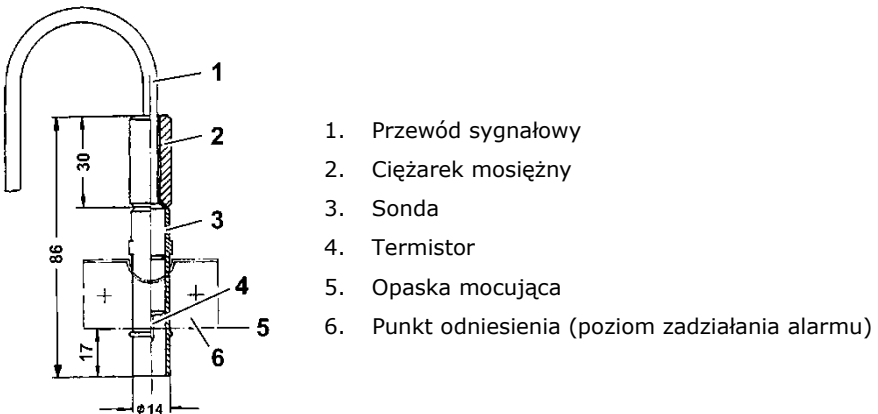 1
2
30
3
86
4
5
17
6
ϕ14
1. Przewód sygnałowy
2. Ciężarek mosiężny
3. Sonda
4. Termistor
5. Opaska mocująca
6. Punkt odniesienia (poziom zadziałania alarmu)